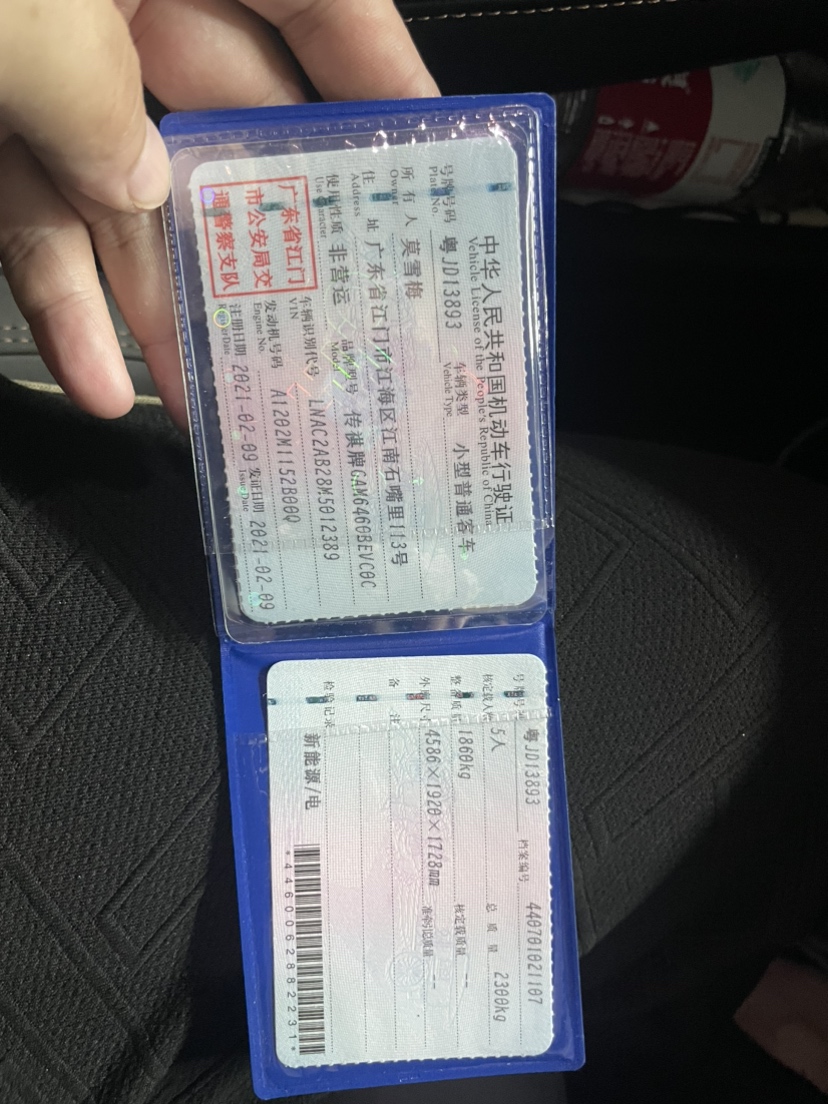 中华人民共和国机动车行驶证
Vehicle License of the People's Republic of China
号牌号码 粤JD13893 车辆类型 小型普通客车
Plate No. Vehicle Type
所有人 莫雪梅
Owner
住址 广东省江门市江海区江南石嘴里113号
Address
使用性质 非营运 品牌型号 传祺牌GAM6460BEVC0C
Use Character Model
广东省江门
市公安局交
通警察支队
车辆识别代号 LNAC2AB28M5012389
VIN
发动机号码 A1202M1152B00Q
Engine No.
注册日期 2021-02-09 发证日期 2021-02-09
Register Date Issue Date
号牌号码 粤JD13893 档案编号 440701021107
核定载人数 5人 总质量 2300kg
整备质量 1860kg 核定载质量 --
外廓尺寸 4586×1920×1728mm 准牵引总质量 --
备注
检验记录 新能源/电
*4460062882231*